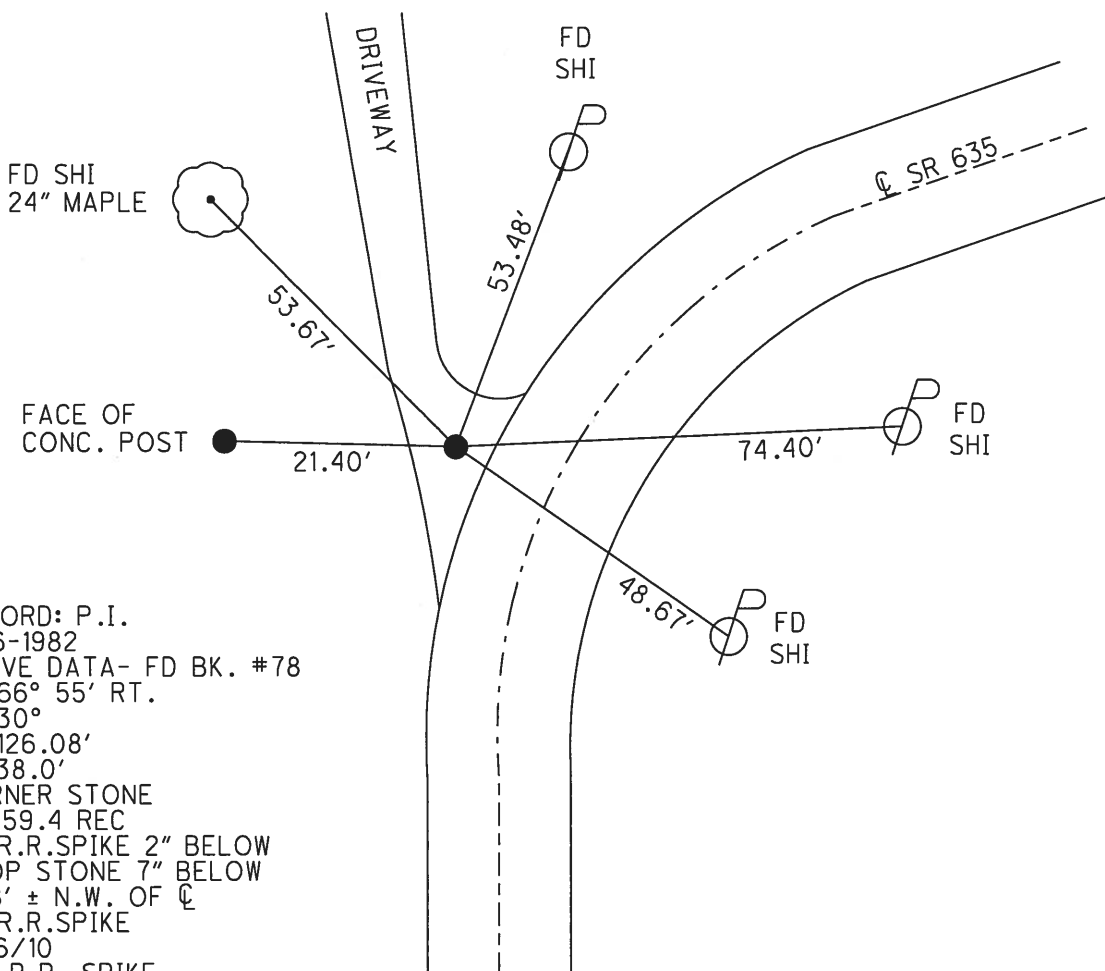 DRIVEWAY
FD
SHI
FD SHI
24" MAPLE
℄ SR 635
53.48'
53.67'
FACE OF
CONC. POST
21.40'
74.40'
FD
SHI
48.67'
FD
SHI
ORD: P.I.
6-1982
VE DATA- FD BK. #78
66° 55' RT.
30°
126.08'
38.0'
RNER STONE
59.4 REC
R.R.SPIKE 2" BELOW
OP STONE 7" BELOW
' ± N.W. OF ℄
R.R.SPIKE
6/10
R.R. SPIKE